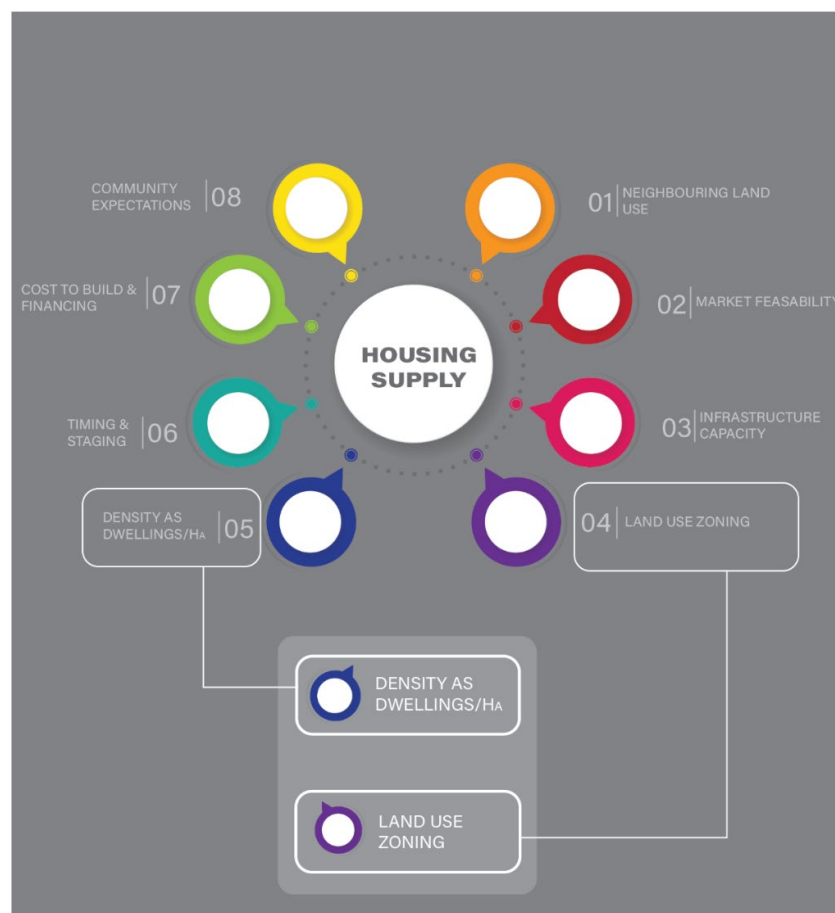 COMMUNITY
EXPECTATIONS
08
01
NEIGHBOURING LAND
USE
COST TO BUILD &
FINANCING
07
02
MARKET FEASABILITY
HOUSING
SUPPLY
TIMING &
STAGING
06
03
INFRASTRUCTURE
CAPACITY
DENSITY AS
DWELLINGS/HA
05
04
LAND USE ZONING
DENSITY AS
DWELLINGS/HA
LAND USE
ZONING